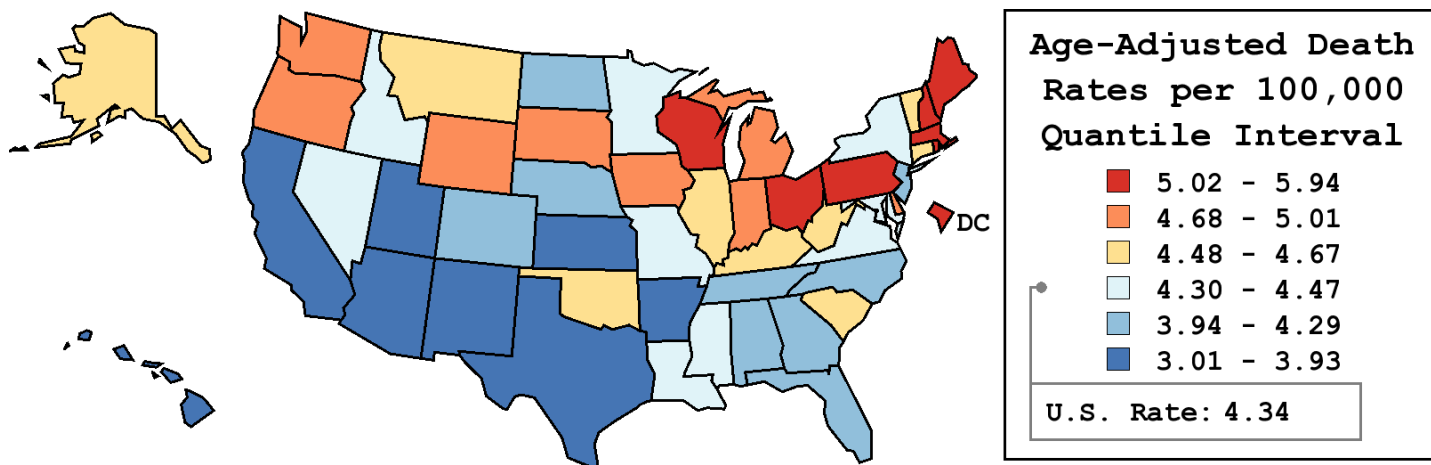 Age-Adjusted Death
Rates per 100,000
Quantile Interval
5.02 - 5.94
4.68 - 5.01
4.48 - 4.67
4.30 - 4.47
3.94 - 4.29
3.01 - 3.93
U.S. Rate: 4.34
DC